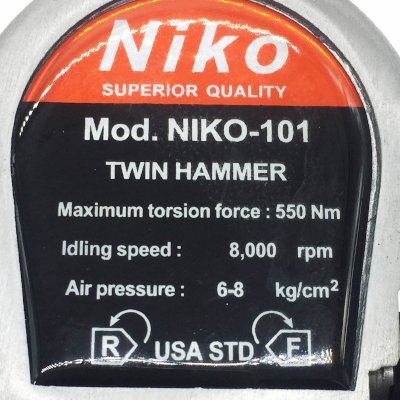 Niko
SUPERIOR QUALITY
Mod. NIKO-101
TWIN HAMMER
Maximum torsion force : 550 Nm
Idling speed : 8,000 rpm
Air pressure : 6-8 kg/cm²
R USA STD F